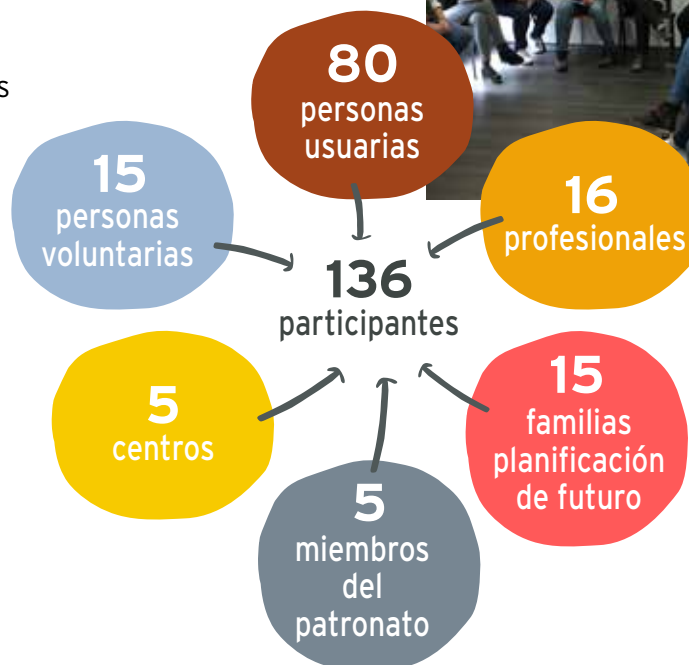 s
80
personas
usuarias
15
personas
voluntarias
16
profesionales
136
participantes
5
centros
15
familias
planificación
de futuro
5
miembros
del
patronato